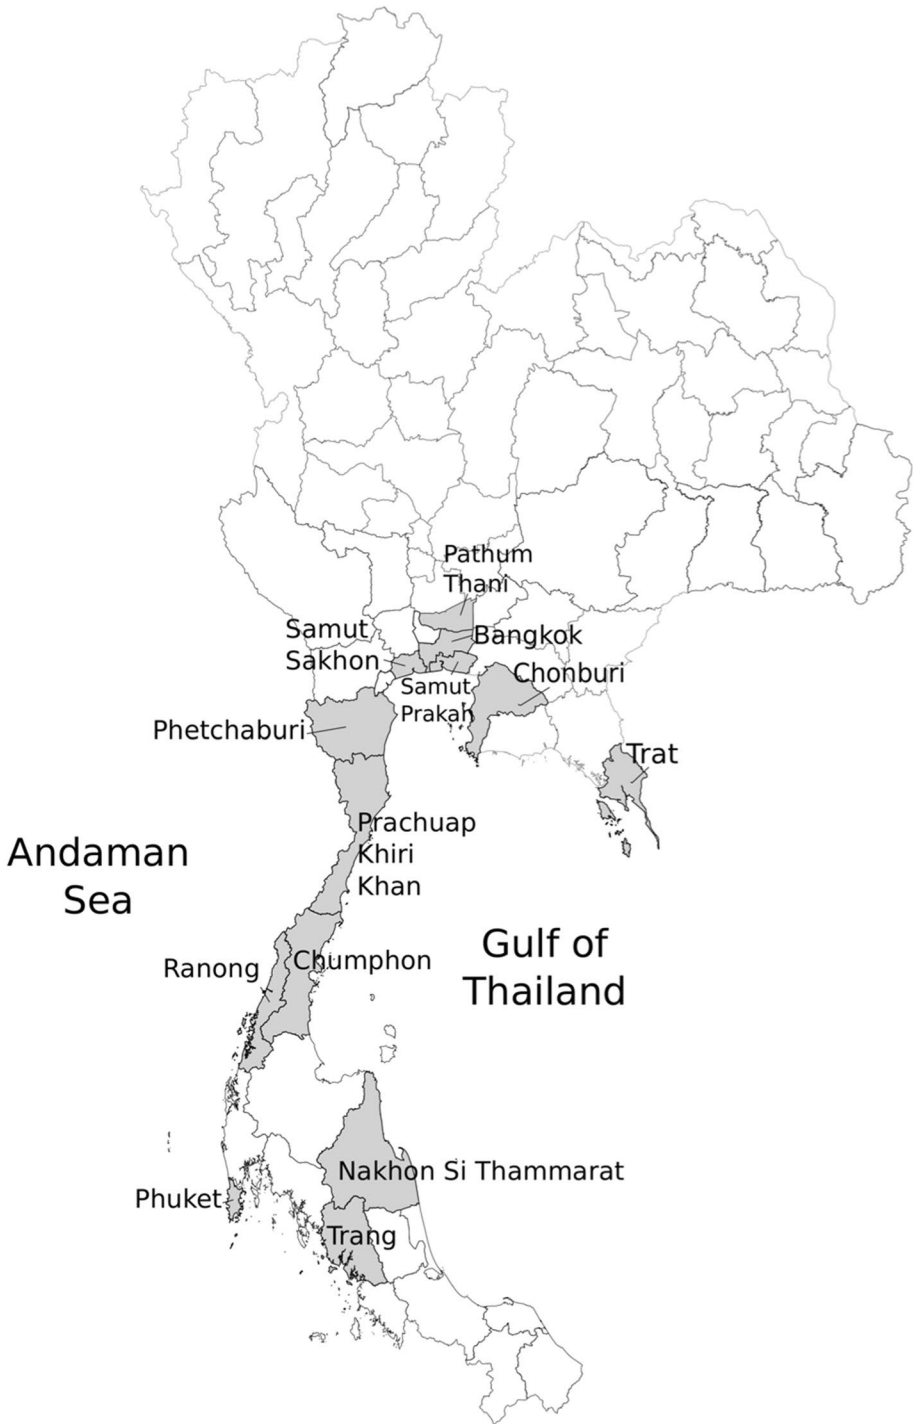 Pathum
Thani
Samut
Sakhon
Bangkok
Chonburi
Samut
Prakan
Phetchaburi
Trat
Prachuap
Khiri
Khan
Andaman
Sea
Gulf of
Thailand
Ranong
Chumphon
Nakhon Si Thammarat
Phuket
Trang